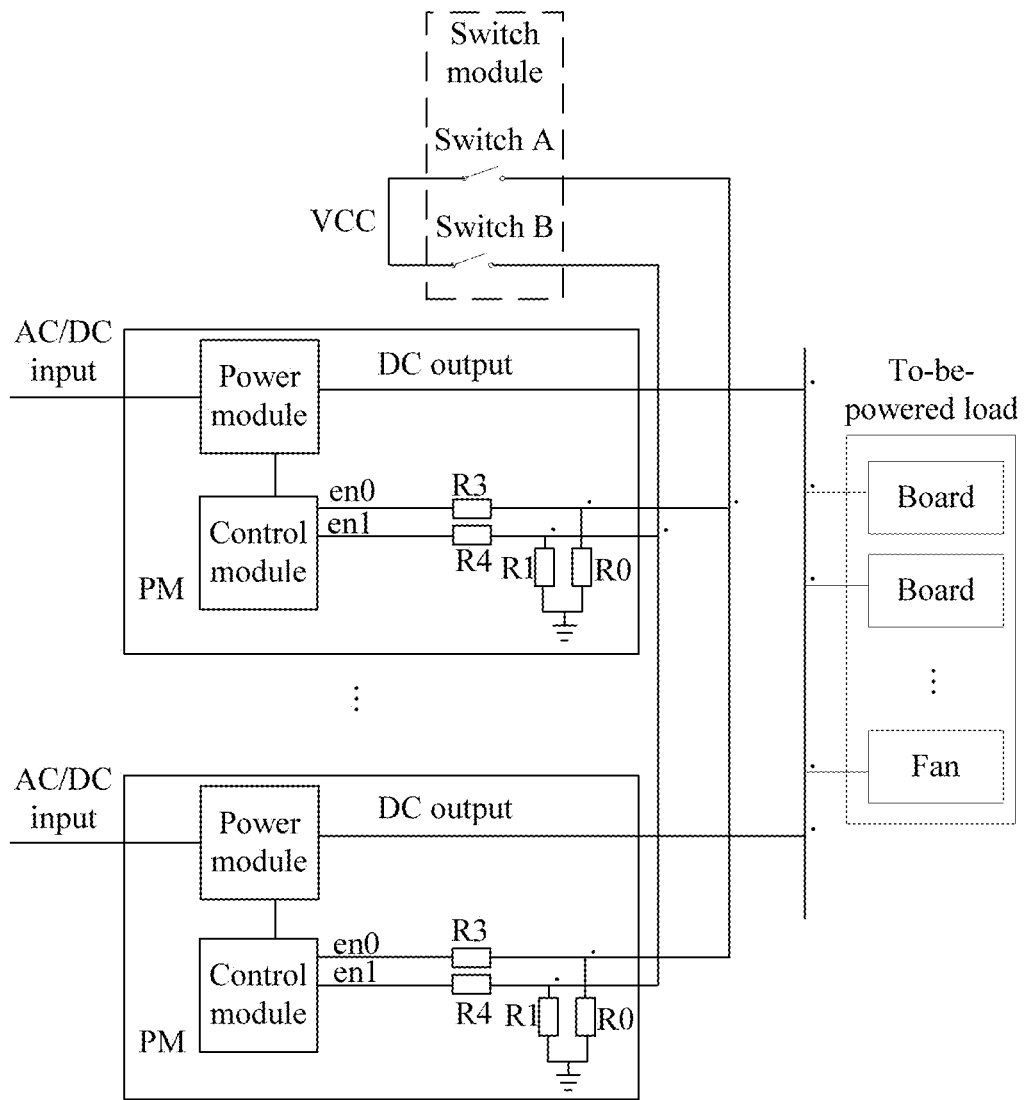 Switch
module
Switch A
VCC
Switch B
AC/DC
input
Power
module
DC output
To-be-
powered load
Board
Board
⋮
Fan
en0
en1
R3
R4
R1
R0
Control
module
PM
⋮
AC/DC
input
Power
module
DC output
en0
en1
R3
R4
R1
R0
Control
module
PM